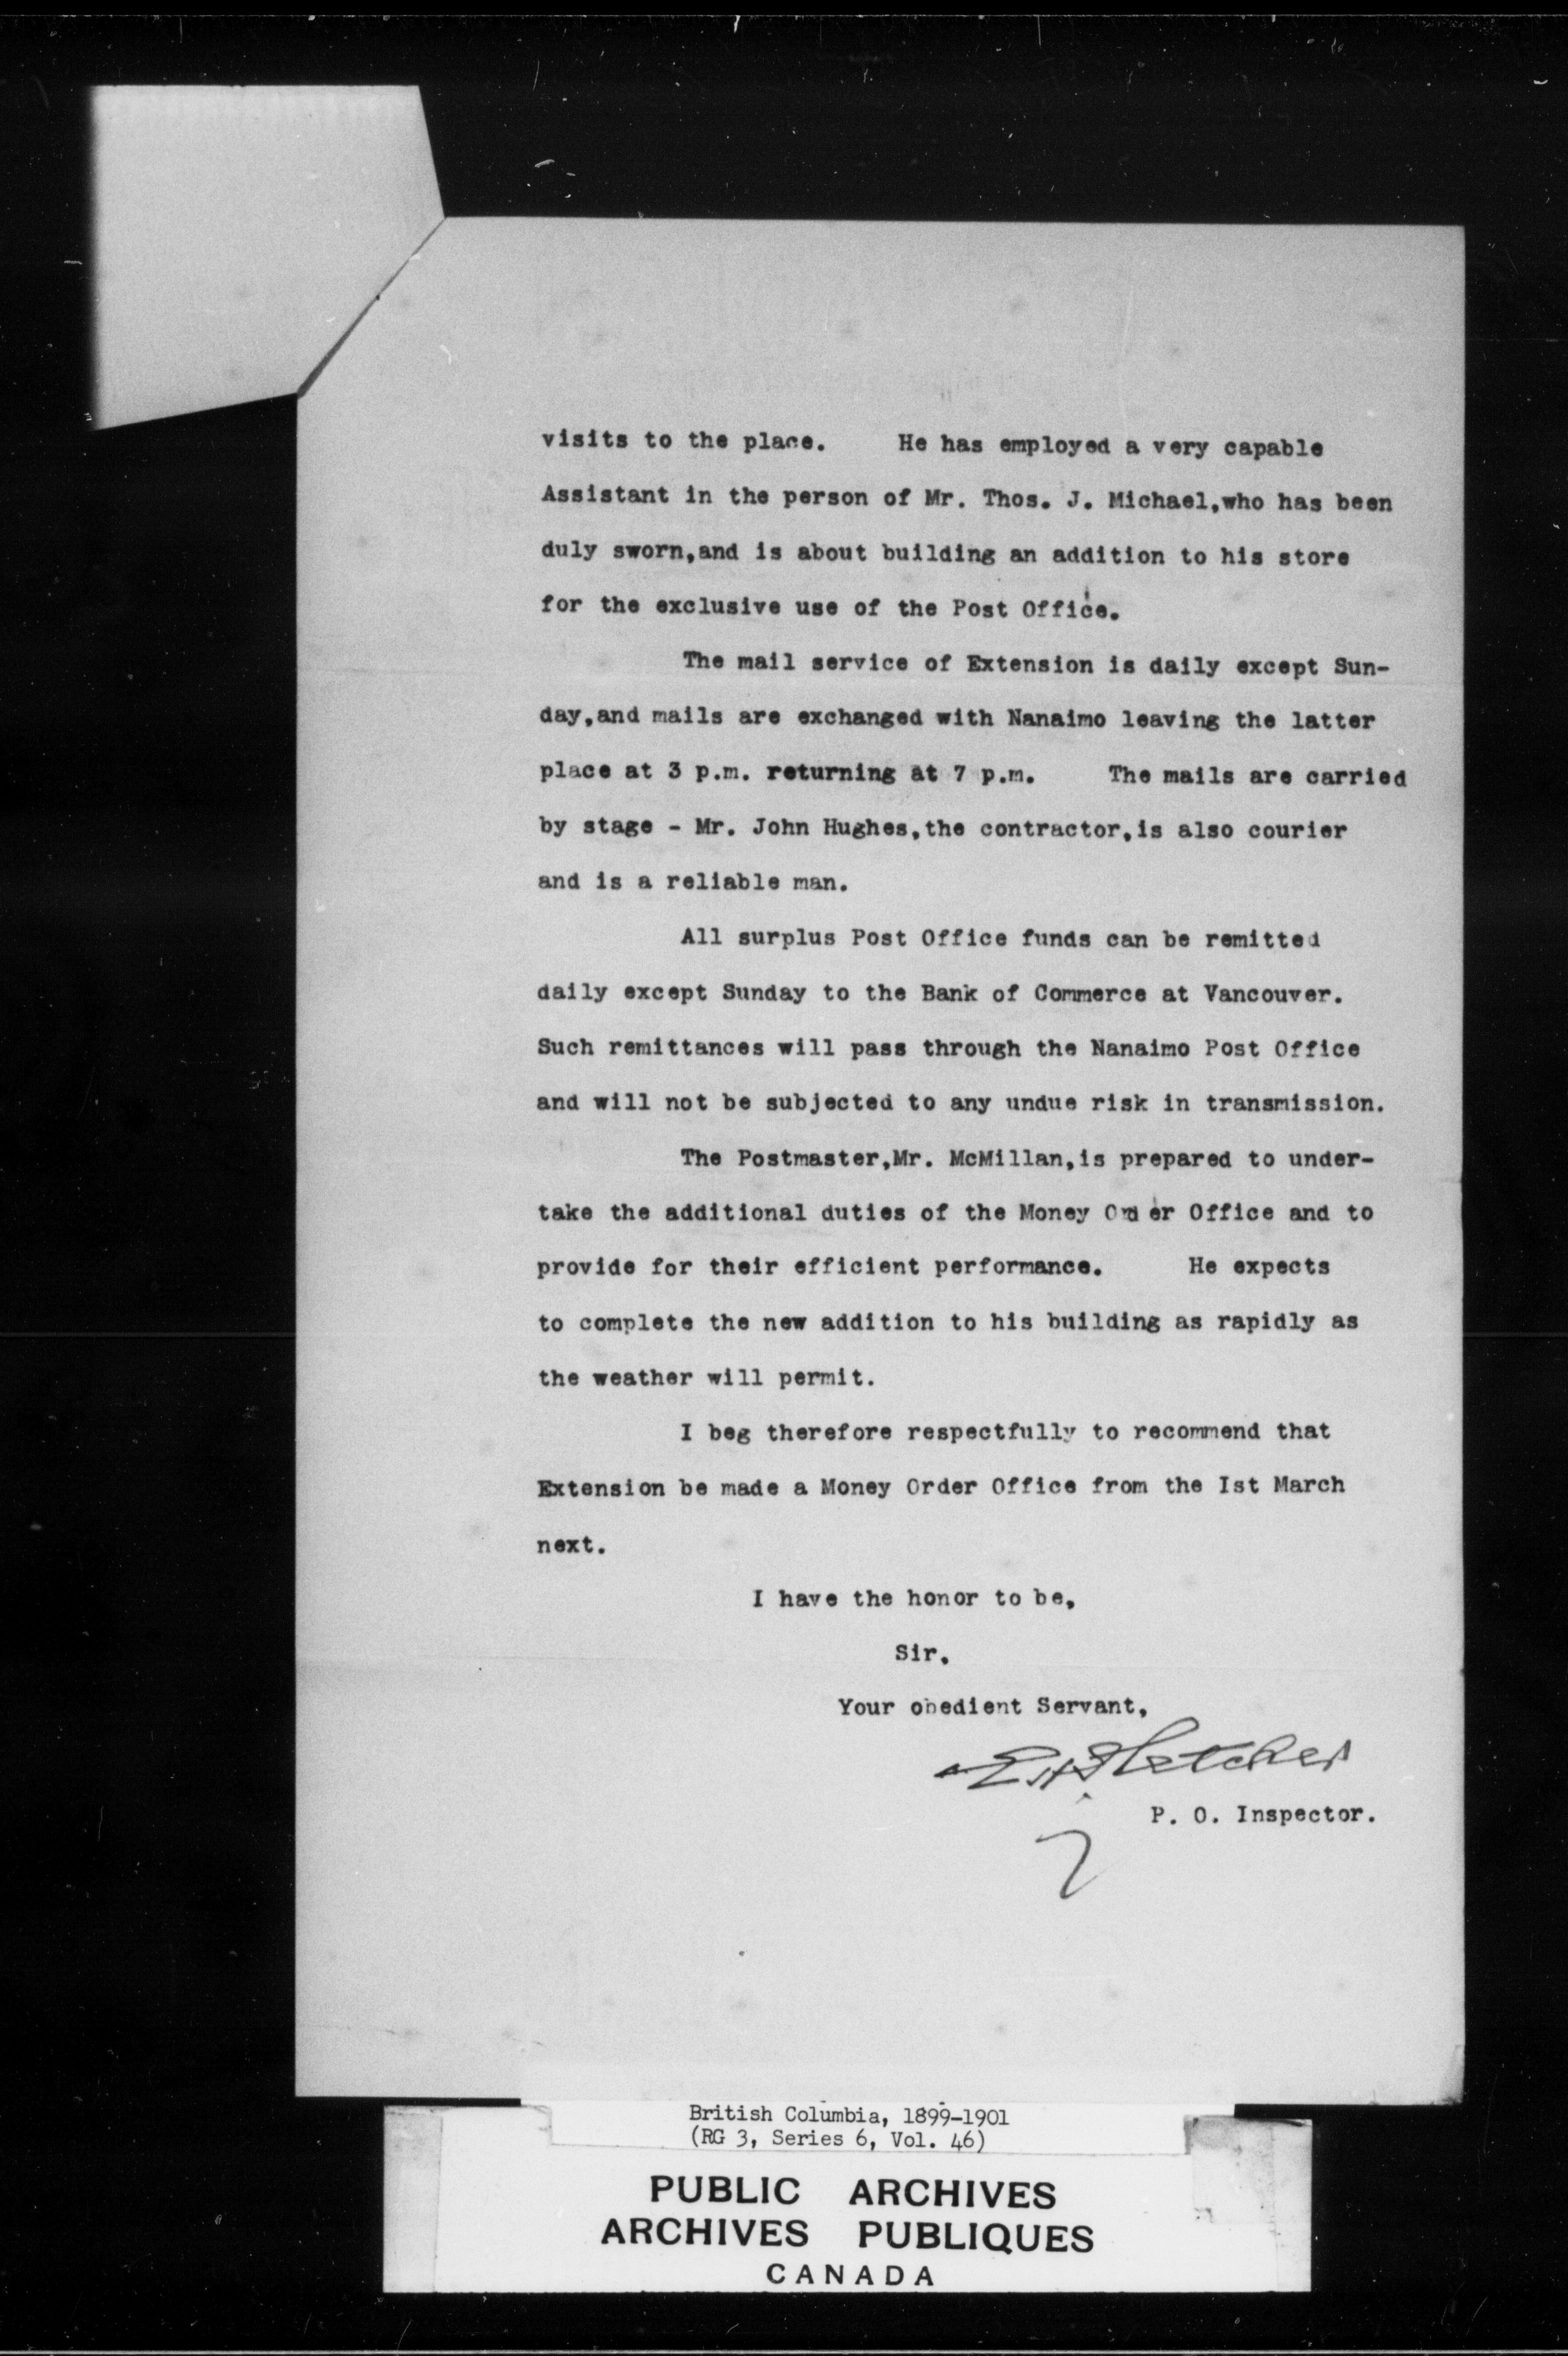 visits to the place. He has employed a very capable
Assistant in the person of Mr. Thos. J. Michael,who has been
duly sworn,and is about building an addition to his store
for the exclusive use of the Post Office.
The mail service of Extension is daily except Sun-
day,and mails are exchanged with Nanaimo leaving the latter
place at 3 p.m. returning at 7 p.m. The mails are carried
by stage - Mr. John Hughes,the contractor,is also courier
and is a reliable man.
All surplus Post Office funds can be remitted
daily except Sunday to the Bank of Commerce at Vancouver.
Such remittances will pass through the Nanaimo Post Office
and will not be subjected to any undue risk in transmission.
The Postmaster,Mr. McMillan,is prepared to under-
take the additional duties of the Money Order Office and to
provide for their efficient performance. He expects
to complete the new addition to his building as rapidly as
the weather will permit.
I beg therefore respectfully to recommend that
Extension be made a Money Order Office from the Ist March
next.
I have the honor to be,
Sir,
Your obedient Servant,
E H Fletcher
P. O. Inspector.
British Columbia, 1899-1901
(RG 3, Series 6, Vol. 46)
PUBLIC ARCHIVES
ARCHIVES PUBLIQUES
CANADA